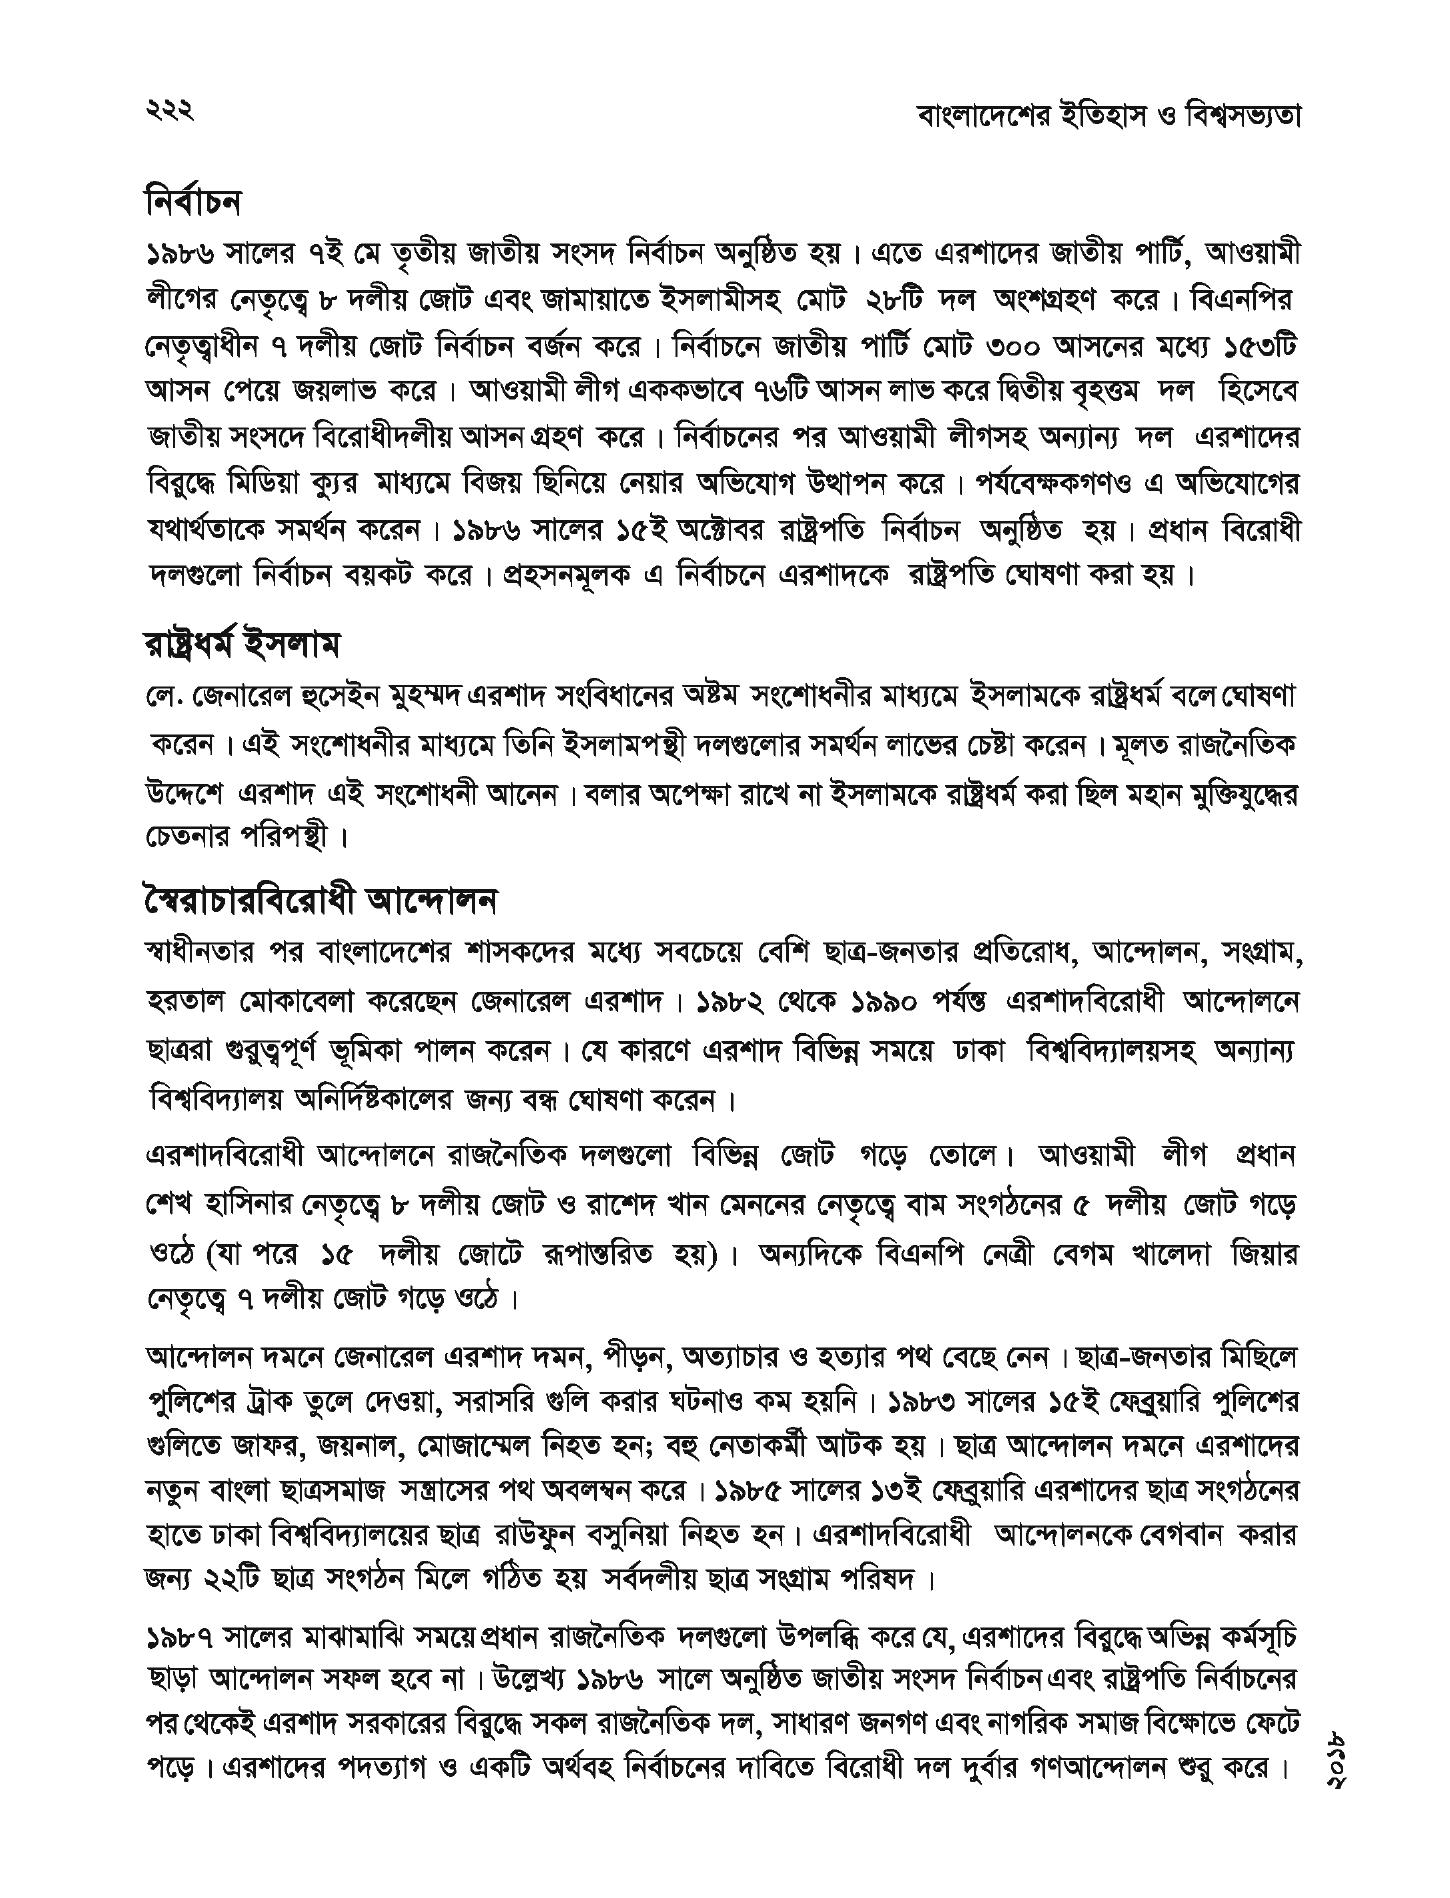 ২২২
বাংলাদেশের ইতিহাস ও বিশ্বসভ্যতা
নির্বাচন
১৯৮৬ সালের ৭ই মে তৃতীয় জাতীয় সংসদ নির্বাচন অনুষ্ঠিত হয়। এতে এরশাদের জাতীয় পার্টি, আওয়ামী
লীগের নেতৃত্বে ৮ দলীয় জোট এবং জামায়াতে ইসলামীসহ মোট ২৮টি দল অংশগ্রহণ করে। বিএনপির
নেতৃত্বাধীন ৭ দলীয় জোট নির্বাচন বর্জন করে। নির্বাচনে জাতীয় পার্টি মোট ৩০০ আসনের মধ্যে ১৫৩টি
আসন পেয়ে জয়লাভ করে। আওয়ামী লীগ এককভাবে ৭৬টি আসন লাভ করে দ্বিতীয় বৃহত্তম দল হিসেবে
জাতীয় সংসদে বিরোধীদলীয় আসন গ্রহণ করে। নির্বাচনের পর আওয়ামী লীগসহ অন্যান্য দল এরশাদের
বিরুদ্ধে মিডিয়া ক্যুর মাধ্যমে বিজয় ছিনিয়ে নেয়ার অভিযোগ উত্থাপন করে। পর্যবেক্ষকগণও এ অভিযোগের
যথার্থতাকে সমর্থন করেন। ১৯৮৬ সালের ১৫ই অক্টোবর রাষ্ট্রপতি নির্বাচন অনুষ্ঠিত হয়। প্রধান বিরোধী
দলগুলো নির্বাচন বয়কট করে। প্রহসনমূলক এ নির্বাচনে এরশাদকে রাষ্ট্রপতি ঘোষণা করা হয়।
রাষ্ট্রধর্ম ইসলাম
লে. জেনারেল হুসেইন মুহম্মদ এরশাদ সংবিধানের অষ্টম সংশোধনীর মাধ্যমে ইসলামকে রাষ্ট্রধর্ম বলে ঘোষণা
করেন। এই সংশোধনীর মাধ্যমে তিনি ইসলামপন্থী দলগুলোর সমর্থন লাভের চেষ্টা করেন। মূলত রাজনৈতিক
উদ্দেশে এরশাদ এই সংশোধনী আনেন। বলার অপেক্ষা রাখে না ইসলামকে রাষ্ট্রধর্ম করা ছিল মহান মুক্তিযুদ্ধের
চেতনার পরিপন্থী।
স্বৈরাচারবিরোধী আন্দোলন
স্বাধীনতার পর বাংলাদেশের শাসকদের মধ্যে সবচেয়ে বেশি ছাত্র-জনতার প্রতিরোধ, আন্দোলন, সংগ্রাম,
হরতাল মোকাবেলা করেছেন জেনারেল এরশাদ। ১৯৮২ থেকে ১৯৯০ পর্যন্ত এরশাদবিরোধী আন্দোলনে
ছাত্ররা গুরুত্বপূর্ণ ভূমিকা পালন করেন। যে কারণে এরশাদ বিভিন্ন সময়ে ঢাকা বিশ্ববিদ্যালয়সহ অন্যান্য
বিশ্ববিদ্যালয় অনির্দিষ্টকালের জন্য বন্ধ ঘোষণা করেন।
এরশাদবিরোধী আন্দোলনে রাজনৈতিক দলগুলো বিভিন্ন জোট গড়ে তোলে। আওয়ামী লীগ প্রধান
শেখ হাসিনার নেতৃত্বে ৮ দলীয় জোট ও রাশেদ খান মেননের নেতৃত্বে বাম সংগঠনের ৫ দলীয় জোট গড়ে
ওঠে (যা পরে ১৫ দলীয় জোটে রূপান্তরিত হয়)। অন্যদিকে বিএনপি নেত্রী বেগম খালেদা জিয়ার
নেতৃত্বে ৭ দলীয় জোট গড়ে ওঠে।
আন্দোলন দমনে জেনারেল এরশাদ দমন, পীড়ন, অত্যাচার ও হত্যার পথ বেছে নেন। ছাত্র-জনতার মিছিলে
পুলিশের ট্রাক তুলে দেওয়া, সরাসরি গুলি করার ঘটনাও কম হয়নি। ১৯৮৩ সালের ১৫ই ফেব্রুয়ারি পুলিশের
গুলিতে জাফর, জয়নাল, মোজাম্মেল নিহত হন; বহু নেতাকর্মী আটক হয়। ছাত্র আন্দোলন দমনে এরশাদের
নতুন বাংলা ছাত্রসমাজ সন্ত্রাসের পথ অবলম্বন করে। ১৯৮৫ সালের ১৩ই ফেব্রুয়ারি এরশাদের ছাত্র সংগঠনের
হাতে ঢাকা বিশ্ববিদ্যালয়ের ছাত্র রাউফুন বসুনিয়া নিহত হন। এরশাদবিরোধী আন্দোলনকে বেগবান করার
জন্য ২২টি ছাত্র সংগঠন মিলে গঠিত হয় সর্বদলীয় ছাত্র সংগ্রাম পরিষদ।
১৯৮৭ সালের মাঝামাঝি সময়ে প্রধান রাজনৈতিক দলগুলো উপলব্ধি করে যে, এরশাদের বিরুদ্ধে অভিন্ন কর্মসূচি
ছাড়া আন্দোলন সফল হবে না। উল্লেখ্য ১৯৮৬ সালে অনুষ্ঠিত জাতীয় সংসদ নির্বাচন এবং রাষ্ট্রপতি নির্বাচনের
পর থেকেই এরশাদ সরকারের বিরুদ্ধে সকল রাজনৈতিক দল, সাধারণ জনগণ এবং নাগরিক সমাজ বিক্ষোভে ফেটে
পড়ে। এরশাদের পদত্যাগ ও একটি অর্থবহ নির্বাচনের দাবিতে বিরোধী দল দুর্বার গণআন্দোলন শুরু করে।
২০১৮